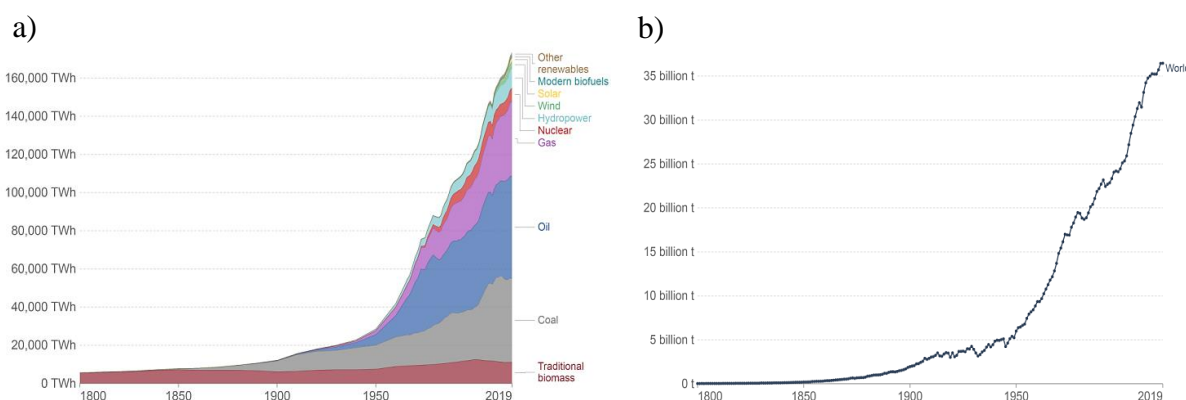 a)
160,000 TWh
140,000 TWh
120,000 TWh
100,000 TWh
80,000 TWh
60,000 TWh
40,000 TWh
20,000 TWh
0 TWh
1800 1850 1900 1950 2019
Other
renewables
Modern biofuels
Solar
Wind
Hydropower
Nuclear
Gas
Oil
Coal
Traditional
biomass
b)
35 billion t
30 billion t
25 billion t
20 billion t
15 billion t
10 billion t
5 billion t
0 t
1800 1850 1900 1950 2019
World